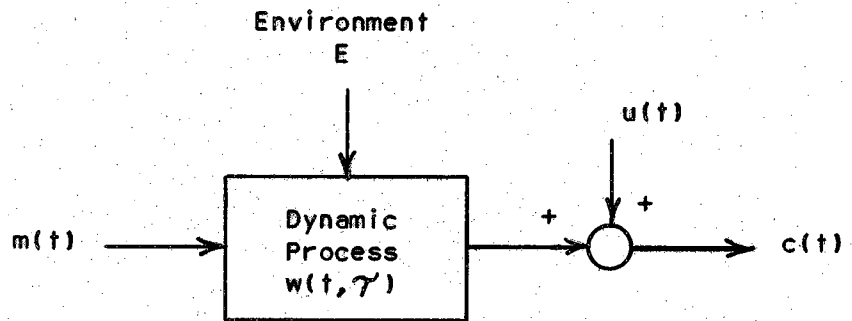 Environment
E
u(t)
+
+
m(t)
Dynamic
Process
w(t,𝛾)
c(t)